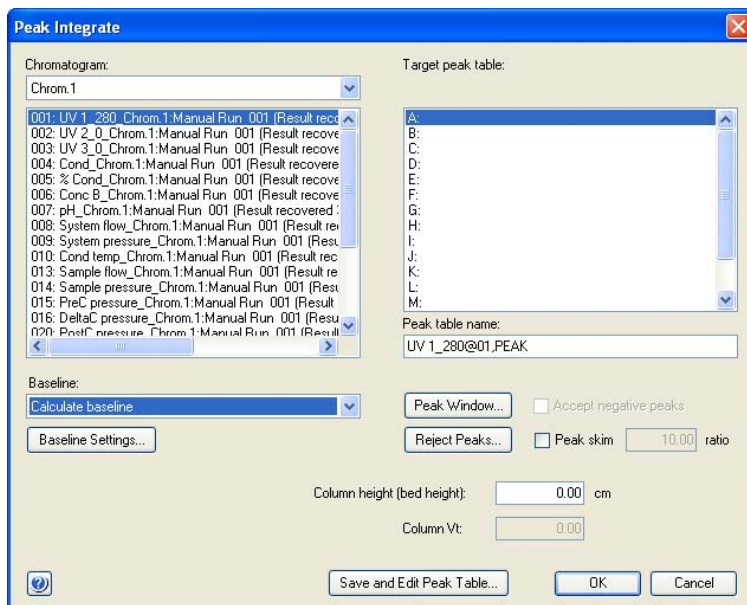 Peak Integrate
Chromatogram:
Chrom.1
001: UV 1_280_Chrom.1:Manual Run 001 (Result reco
002: UV 2_0_Chrom.1:Manual Run 001 (Result recove
003: UV 3_0_Chrom.1:Manual Run 001 (Result recove
004: Cond_Chrom.1:Manual Run 001 (Result recovere
005: % Cond_Chrom.1:Manual Run 001 (Result recove
006: Conc B_Chrom.1:Manual Run 001 (Result recove
007: pH_Chrom.1:Manual Run 001 (Result recovered
008: System flow_Chrom.1:Manual Run 001 (Result re
009: System pressure_Chrom.1:Manual Run 001 (Resu
010: Cond temp_Chrom.1:Manual Run 001 (Result rec
013: Sample flow_Chrom.1:Manual Run 001 (Result re
014: Sample pressure_Chrom.1:Manual Run 001 (Resu
015: PreC pressure_Chrom.1:Manual Run 001 (Result
016: DeltaC pressure_Chrom.1:Manual Run 001 (Resu
020: PostC pressure_Chrom.1:Manual Run 001 (Resul
Target peak table:
A:
B:
C:
D:
E:
F:
G:
H:
I:
J:
K:
L:
M:
Peak table name:
UV 1_280@01,PEAK
Baseline:
Calculate baseline
Baseline Settings...
Peak Window...
Accept negative peaks
Reject Peaks...
Peak skim 10.00 ratio
Column height (bed height): 0.00 cm
Column Vt: 0.00
Save and Edit Peak Table...
OK
Cancel